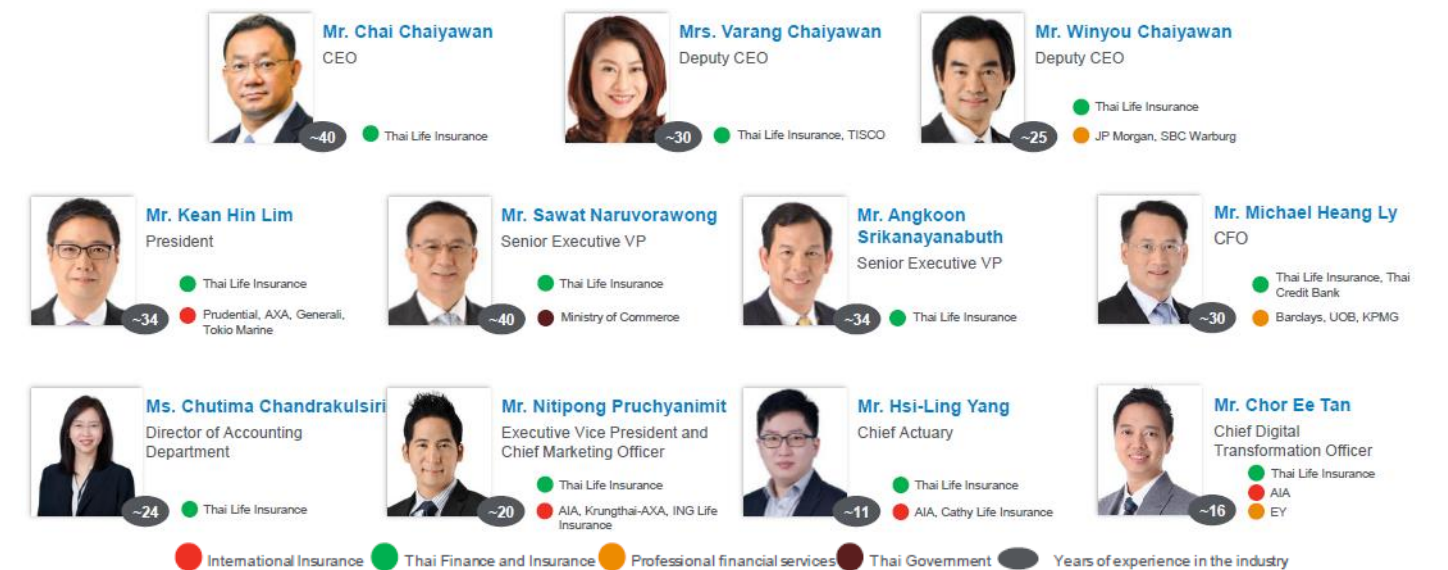 Mr. Chai Chaiyawan
CEO
~40
Thai Life Insurance
Mrs. Varang Chaiyawan
Deputy CEO
~30
Thai Life Insurance, TISCO
Mr. Winyou Chaiyawan
Deputy CEO
Thai Life Insurance
~25
JP Morgan, SBC Warburg
Mr. Kean Hin Lim
President
Thai Life Insurance
~34
Prudential, AXA, Generali,
Tokio Marine
Mr. Sawat Naruvorawong
Senior Executive VP
Thai Life Insurance
~40
Ministry of Commerce
Mr. Angkoon
Srikanayanabuth
Senior Executive VP
~34
Thai Life Insurance
Mr. Michael Heang Ly
CFO
Thai Life Insurance, Thai
Credit Bank
~30
Barclays, UOB, KPMG
Ms. Chutima Chandrakulsiri
Director of Accounting
Department
~24
Thai Life Insurance
Mr. Nitipong Pruchyanimit
Executive Vice President and
Chief Marketing Officer
Thai Life Insurance
~20
AIA, Krungthai-AXA, ING Life
Insurance
Mr. Hsi-Ling Yang
Chief Actuary
Thai Life Insurance
~11
AIA, Cathy Life Insurance
Mr. Chor Ee Tan
Chief Digital
Transformation Officer
Thai Life Insurance
AIA
~16
EY
International Insurance
Thai Finance and Insurance
Professional financial services
Thai Government
Years of experience in the industry